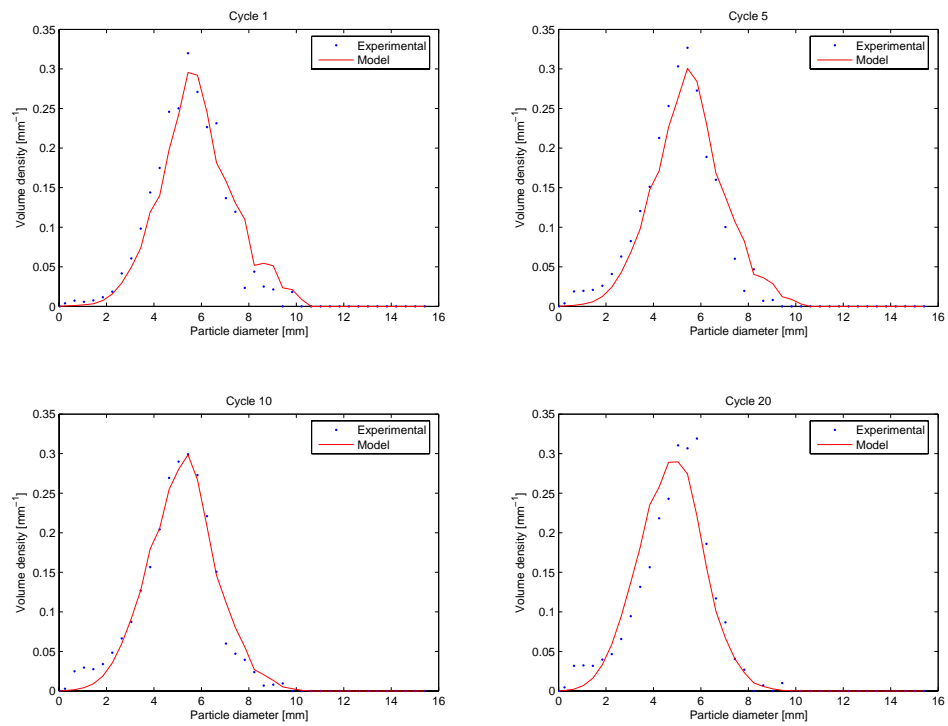 Cycle 1
0.35
0.3
0.25
0.2
0.15
0.1
0.05
0
Volume density [mm⁻¹]
Experimental
Model
0 2 4 6 8 10 12 14 16
Particle diameter [mm]
Cycle 5
0.35
0.3
0.25
0.2
0.15
0.1
0.05
0
Volume density [mm⁻¹]
Experimental
Model
0 2 4 6 8 10 12 14 16
Particle diameter [mm]
Cycle 10
0.35
0.3
0.25
0.2
0.15
0.1
0.05
0
Volume density [mm⁻¹]
Experimental
Model
0 2 4 6 8 10 12 14 16
Particle diameter [mm]
Cycle 20
0.35
0.3
0.25
0.2
0.15
0.1
0.05
0
Volume density [mm⁻¹]
Experimental
Model
0 2 4 6 8 10 12 14 16
Particle diameter [mm]